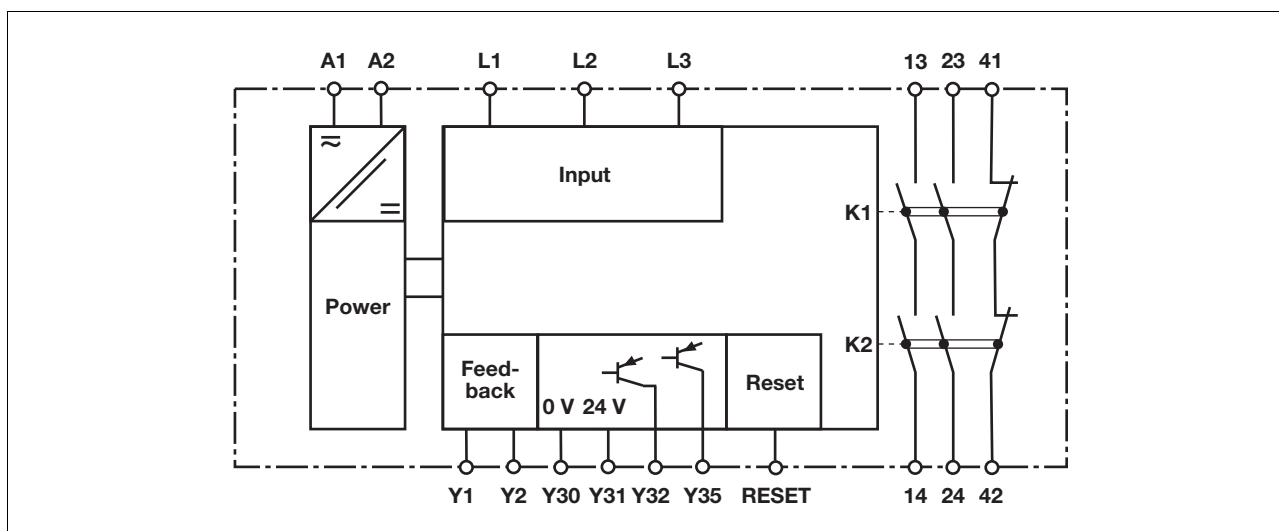 A1 A2 L1 L2 L3 13 23 41
Input
K1
Power
K2
Feed-
back
Reset
0 V 24 V
Y1 Y2 Y30 Y31 Y32 Y35 RESET 14 24 42